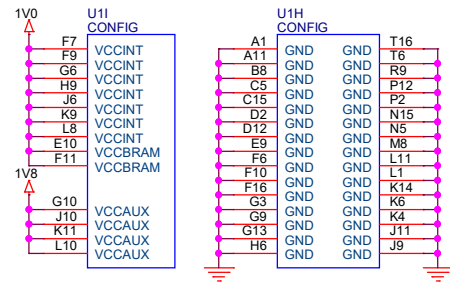 1V0
U1I
CONFIG
F7 VCCINT
F9 VCCINT
G6 VCCINT
H9 VCCINT
J6 VCCINT
K9 VCCINT
L8 VCCINT
E10 VCCBRAM
F11 VCCBRAM
1V8
G10 VCCAUX
J10 VCCAUX
K11 VCCAUX
L10 VCCAUX
U1H
CONFIG
A1 GND GND T16
A11 GND GND T6
B8 GND GND R9
C5 GND GND P12
C15 GND GND P2
D2 GND GND N15
D12 GND GND N5
E9 GND GND M8
F6 GND GND L11
F10 GND GND L1
F16 GND GND K14
G3 GND GND K6
G9 GND GND K4
G13 GND GND J11
H6 GND GND J9